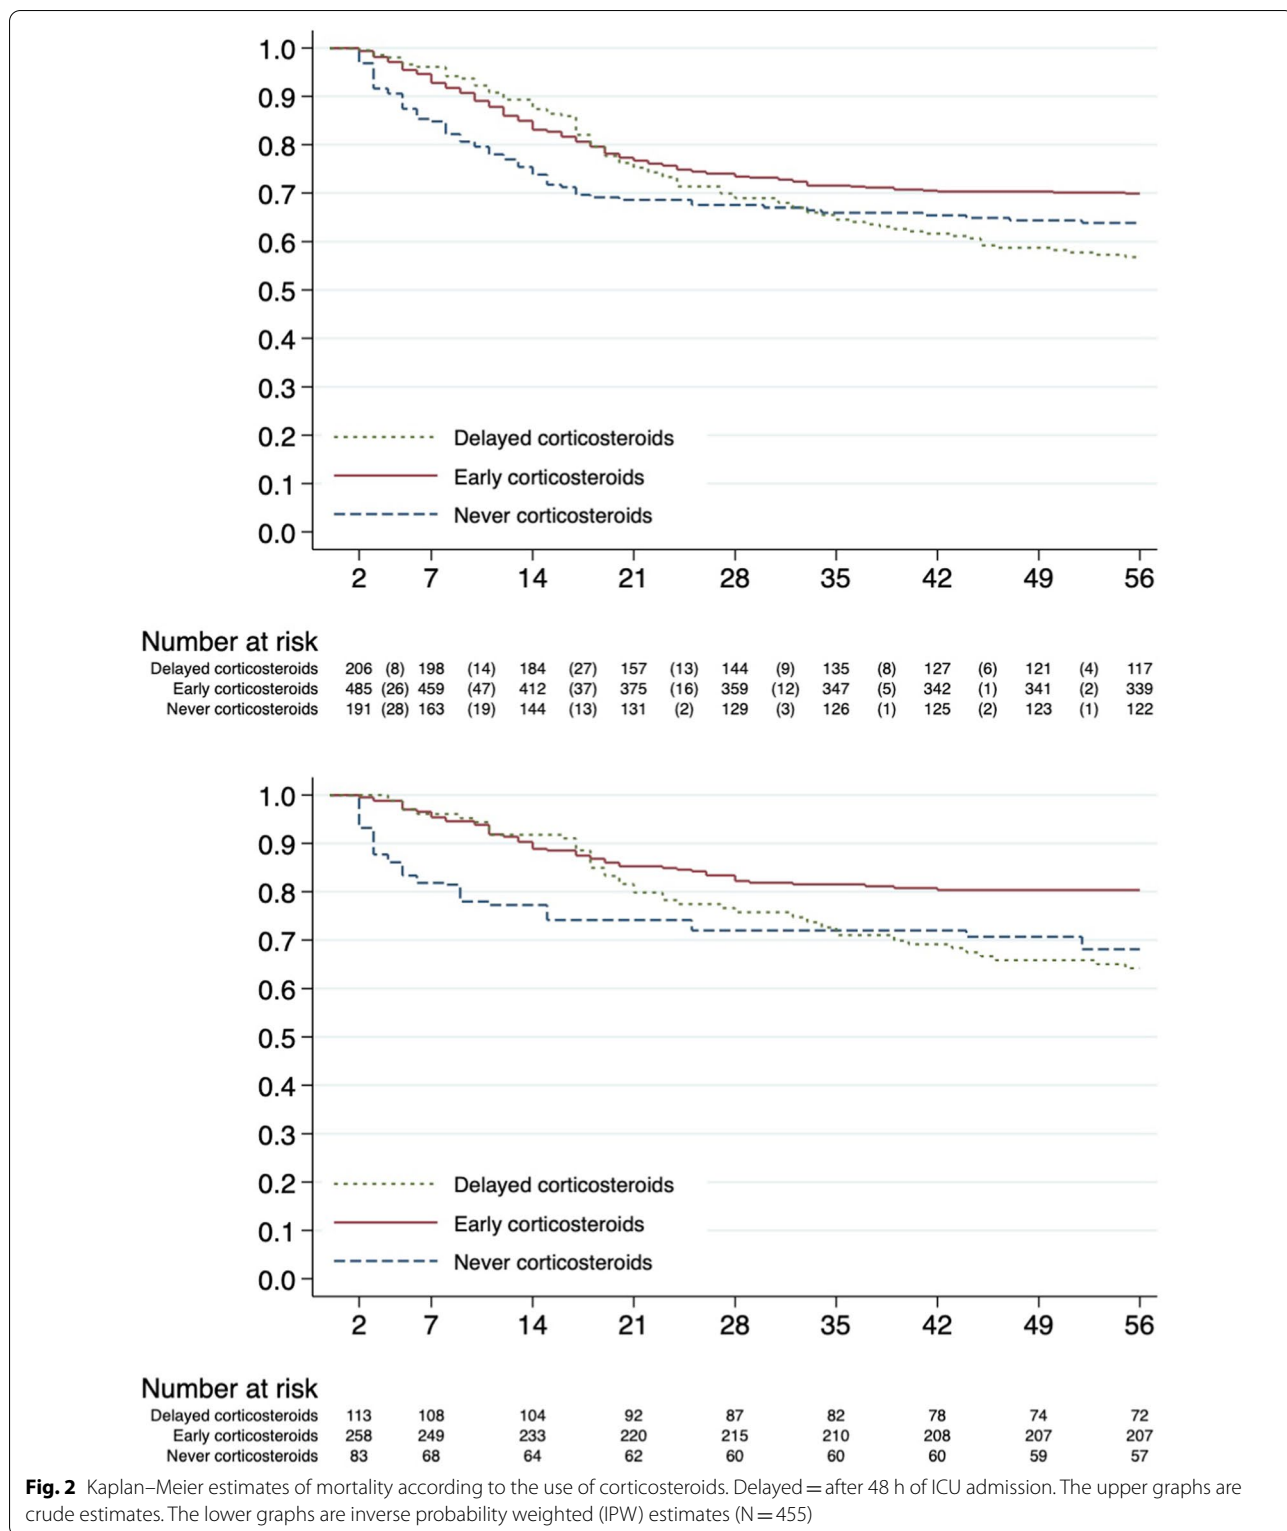 1.0
0.9
0.8
0.7
0.6
0.5
0.4
0.3
0.2
0.1
0.0
Delayed corticosteroids
Early corticosteroids
Never corticosteroids
2 7 14 21 28 35 42 49 56
Number at risk
Delayed corticosteroids 206 (8) 198 (14) 184 (27) 157 (13) 144 (9) 135 (8) 127 (6) 121 (4) 117
Early corticosteroids 485 (26) 459 (47) 412 (37) 375 (16) 359 (12) 347 (5) 342 (1) 341 (2) 339
Never corticosteroids 191 (28) 163 (19) 144 (13) 131 (2) 129 (3) 126 (1) 125 (2) 123 (1) 122
1.0
0.9
0.8
0.7
0.6
0.5
0.4
0.3
0.2
0.1
0.0
Delayed corticosteroids
Early corticosteroids
Never corticosteroids
2 7 14 21 28 35 42 49 56
Number at risk
Delayed corticosteroids 113 108 104 92 87 82 78 74 72
Early corticosteroids 258 249 233 220 215 210 208 207 207
Never corticosteroids 83 68 64 62 60 60 60 59 57
Fig. 2 Kaplan–Meier estimates of mortality according to the use of corticosteroids. Delayed = after 48 h of ICU admission. The upper graphs are
crude estimates. The lower graphs are inverse probability weighted (IPW) estimates (N = 455)